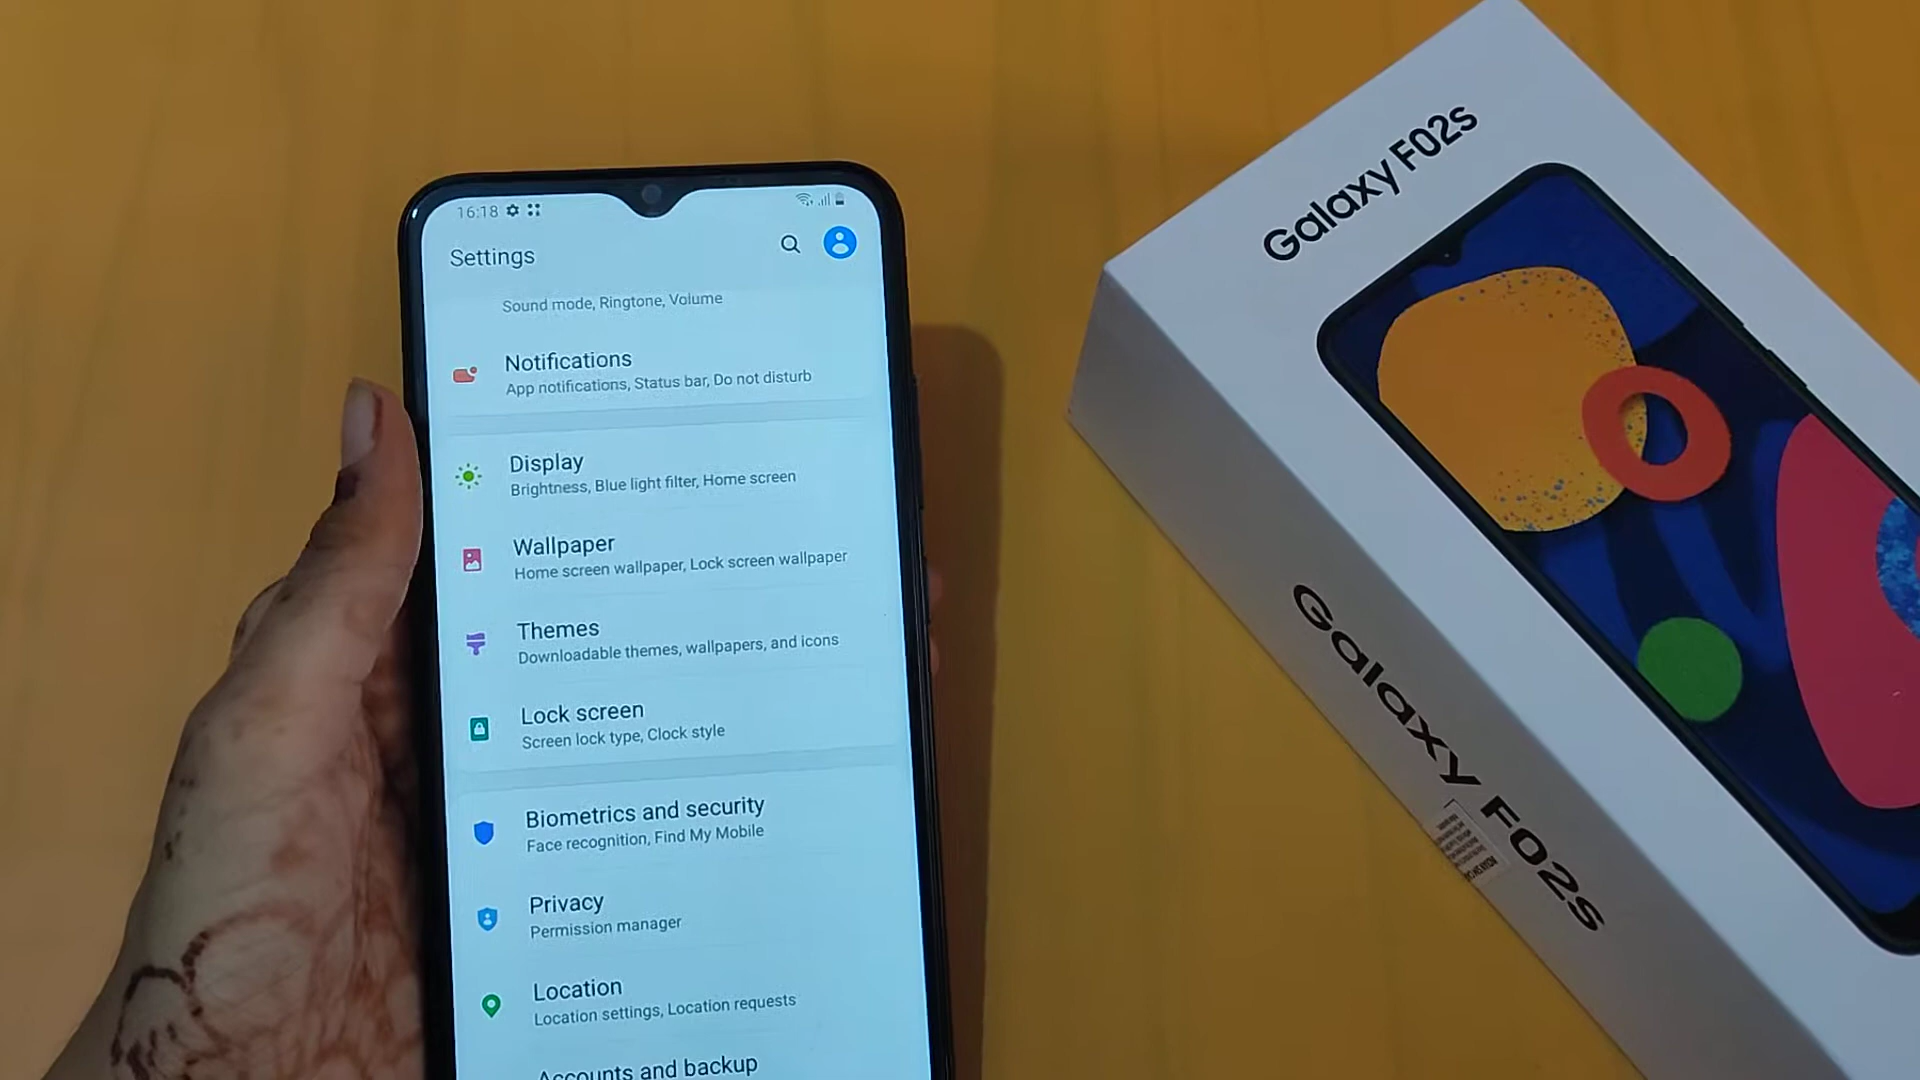 16:18
Settings
Sound mode, Ringtone, Volume
Notifications
App notifications, Status bar, Do not disturb
Display
Brightness, Blue light filter, Home screen
Wallpaper
Home screen wallpaper, Lock screen wallpaper
Themes
Downloadable themes, wallpapers, and icons
Lock screen
Screen lock type, Clock style
Biometrics and security
Face recognition, Find My Mobile
Privacy
Permission manager
Location
Location settings, Location requests
Accounts and backup
Galaxy F02s
Galaxy F02s